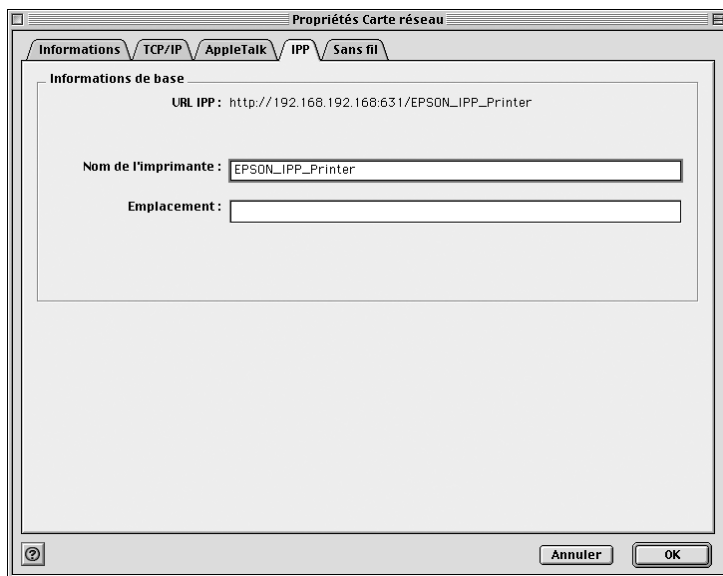 Propriétés Carte réseau
Informations TCP/IP AppleTalk IPP Sans fil
Informations de base
URL IPP : http://192.168.192.168:631/EPSON_IPP_Printer
Nom de l'imprimante : EPSON_IPP_Printer
Emplacement :
? Annuler OK